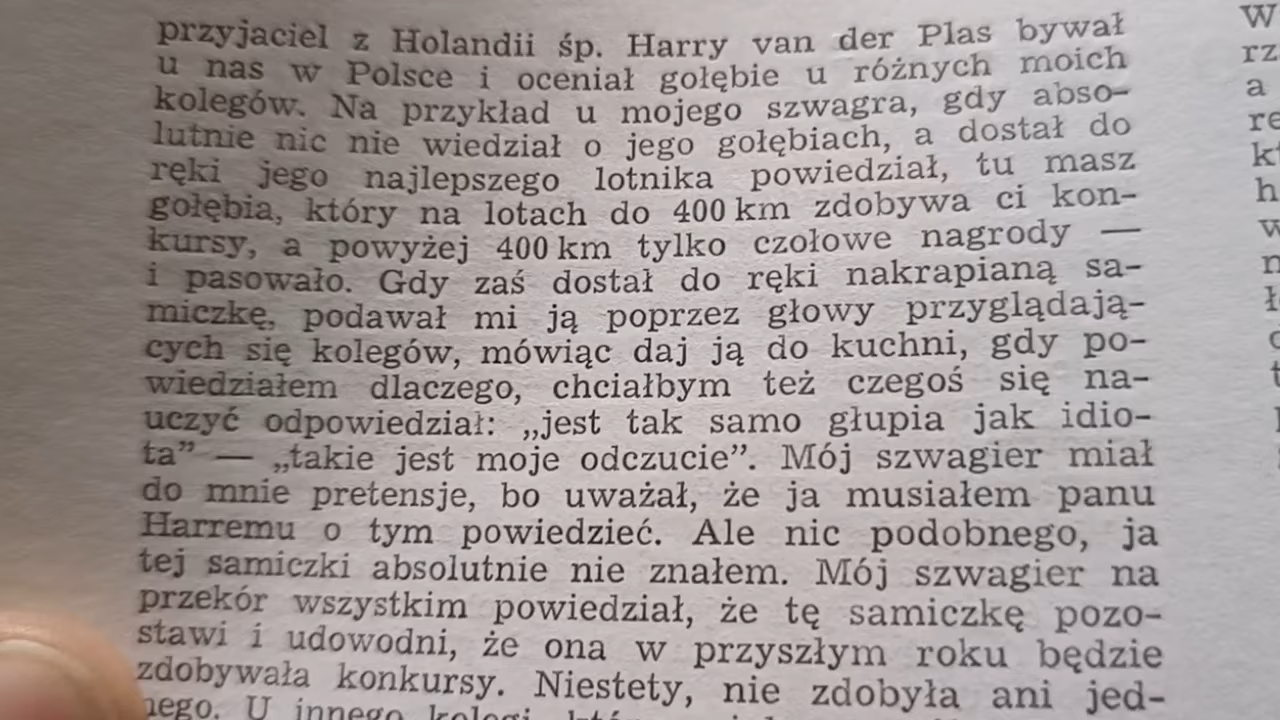 przyjaciel z Holandii śp. Harry van der Plas bywał
u nas w Polsce i oceniał gołębie u różnych moich
kolegów. Na przykład u mojego szwagra, gdy abso-
lutnie nic nie wiedział o jego gołębiach, a dostał do
ręki jego najlepszego lotnika powiedział, tu masz
gołębia, który na lotach do 400 km zdobywa ci kon-
kursy, a powyżej 400 km tylko czołowe nagrody —
i pasowało. Gdy zaś dostał do ręki nakrapianą sa-
miczkę, podawał mi ją poprzez głowy przyglądają-
cych się kolegów, mówiąc daj ją do kuchni, gdy po-
wiedziałem dlaczego, chciałbym też czegoś się na-
uczyć odpowiedział: „jest tak samo głupia jak idio-
ta” — „takie jest moje odczucie”. Mój szwagier miał
do mnie pretensje, bo uważał, że ja musiałem panu
Harremu o tym powiedzieć. Ale nic podobnego, ja
tej samiczki absolutnie nie znałem. Mój szwagier na
przekór wszystkim powiedział, że tę samiczkę pozo-
stawi i udowodni, że ona w przyszłym roku będzie
zdobywała konkursy. Niestety, nie zdobyła ani jed-
nego. U innego kolegi